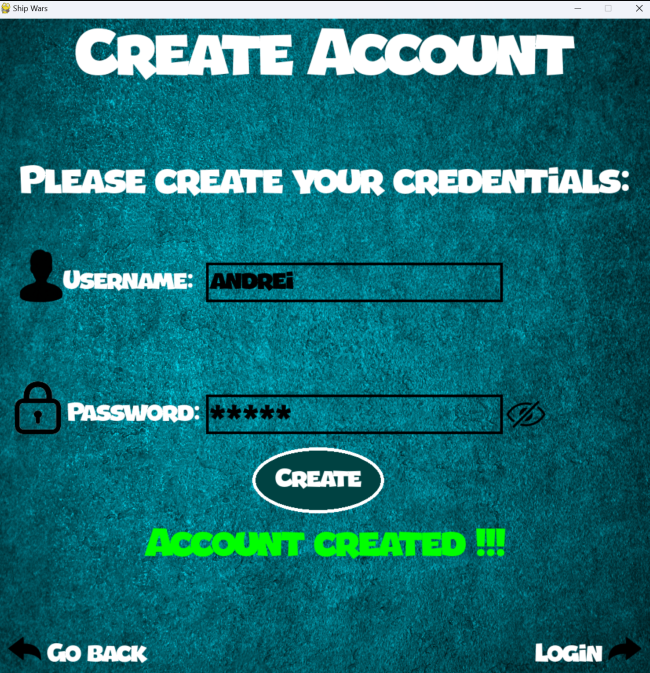 Ship Wars
Create Account
Please create your credentials:
Username: Andrei
Password: *****
Create
Account created !!!
Go back
Login